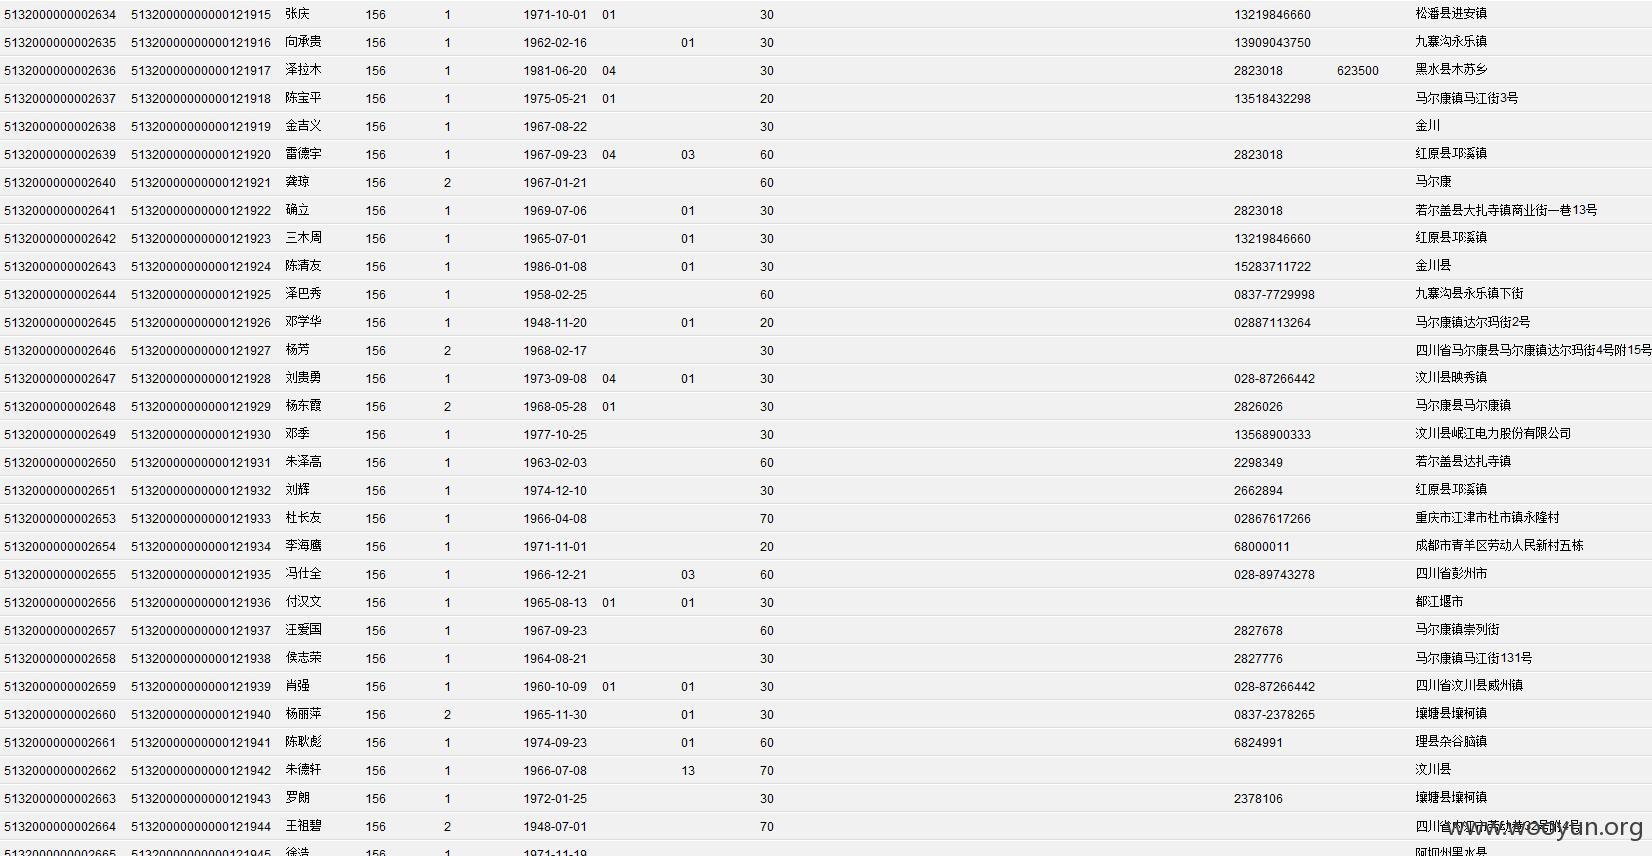 5132000000002634 51320000000000121915 张庆 156 1 1971-10-01 01 30 13219846660 松潘县进安镇
5132000000002635 51320000000000121916 向承贵 156 1 1962-02-16 01 30 13909043750 九寨沟永乐镇
5132000000002636 51320000000000121917 泽拉木 156 1 1981-06-20 04 30 2823018 623500 黑水县木苏乡
5132000000002637 51320000000000121918 陈宝平 156 1 1975-05-21 01 20 13518432298 马尔康镇马江街3号
5132000000002638 51320000000000121919 金吉义 156 1 1967-08-22 30 金川
5132000000002639 51320000000000121920 雷德宇 156 1 1967-09-23 04 03 60 2823018 红原县邛溪镇
5132000000002640 51320000000000121921 龚琼 156 2 1967-01-21 60 马尔康
5132000000002641 51320000000000121922 确立 156 1 1969-07-06 01 30 2823018 若尔盖县大扎寺镇商业街一巷13号
5132000000002642 51320000000000121923 三木周 156 1 1965-07-01 01 30 13219846660 红原县邛溪镇
5132000000002643 51320000000000121924 陈清友 156 1 1986-01-08 01 30 15283711722 金川县
5132000000002644 51320000000000121925 泽巴秀 156 1 1958-02-25 60 0837-7729998 九寨沟县永乐镇下街
5132000000002645 51320000000000121926 邓学华 156 1 1948-11-20 01 20 02887113264 马尔康镇达尔玛街2号
5132000000002646 51320000000000121927 杨芳 156 2 1968-02-17 30 四川省马尔康县马尔康镇达尔玛街4号附15号
5132000000002647 51320000000000121928 刘贵勇 156 1 1973-09-08 04 01 30 028-87266442 汶川县映秀镇
5132000000002648 51320000000000121929 杨东霞 156 2 1968-05-28 01 30 2826026 马尔康县马尔康镇
5132000000002649 51320000000000121930 邓季 156 1 1977-10-25 30 13568900333 汶川县岷江电力股份有限公司
5132000000002650 51320000000000121931 朱泽高 156 1 1963-02-03 60 2298349 若尔盖县达扎寺镇
5132000000002651 51320000000000121932 刘辉 156 1 1974-12-10 30 2662894 红原县邛溪镇
5132000000002653 51320000000000121933 杜长友 156 1 1966-04-08 70 02867617266 重庆市江津市杜市镇永隆村
5132000000002654 51320000000000121934 李海鹰 156 1 1971-11-01 20 68000011 成都市青羊区劳动人民新村五栋
5132000000002655 51320000000000121935 冯仕全 156 1 1966-12-21 03 60 028-89743278 四川省彭州市
5132000000002656 51320000000000121936 付汉文 156 1 1965-08-13 01 01 30 都江堰市
5132000000002657 51320000000000121937 汪爱国 156 1 1967-09-23 60 2827678 马尔康镇崇列街
5132000000002658 51320000000000121938 侯志荣 156 1 1964-08-21 30 2827776 马尔康镇马江街131号
5132000000002659 51320000000000121939 肖强 156 1 1960-10-09 01 01 30 028-87266442 四川省汶川县威州镇
5132000000002660 51320000000000121940 杨丽萍 156 2 1965-11-30 01 30 0837-2378265 壤塘县壤柯镇
5132000000002661 51320000000000121941 陈耿彪 156 1 1974-09-23 01 60 6824991 理县杂谷脑镇
5132000000002662 51320000000000121942 朱德轩 156 1 1966-07-08 13 70 汶川县
5132000000002663 51320000000000121943 罗朗 156 1 1972-01-25 30 2378106 壤塘县壤柯镇
5132000000002664 51320000000000121944 王祖碧 156 2 1948-07-01 70 四川省
www.wooyun.org
5132000000002665 51320000000000121945 徐浩 156 1 1971-11-19 阿坝州黑水县